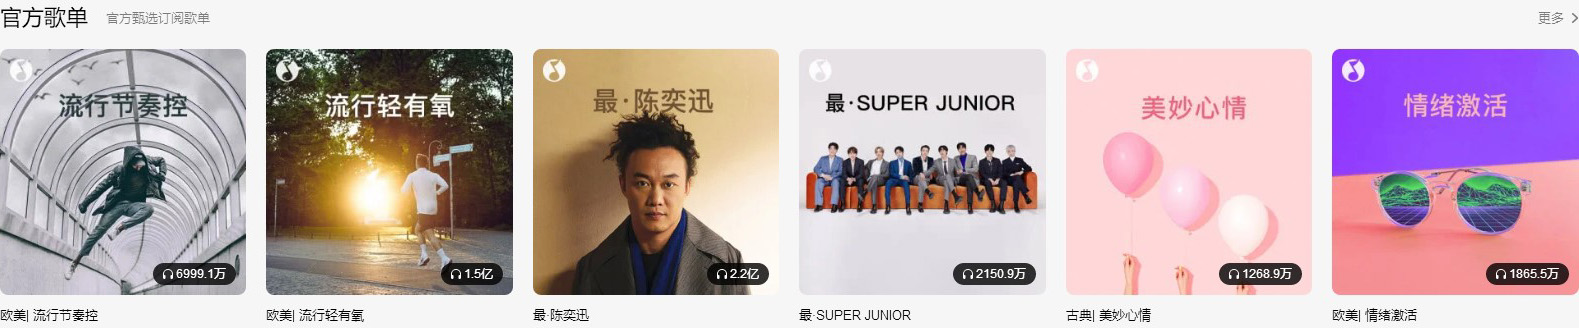 官方歌单 官方甄选订阅歌单 更多
流行节奏控
6999.1万
欧美| 流行节奏控
流行轻有氧
1.5亿
欧美| 流行轻有氧
最·陈奕迅
2.2亿
最·陈奕迅
最·SUPER JUNIOR
2150.9万
最·SUPER JUNIOR
美妙心情
1268.9万
古典| 美妙心情
情绪激活
1865.5万
欧美| 情绪激活